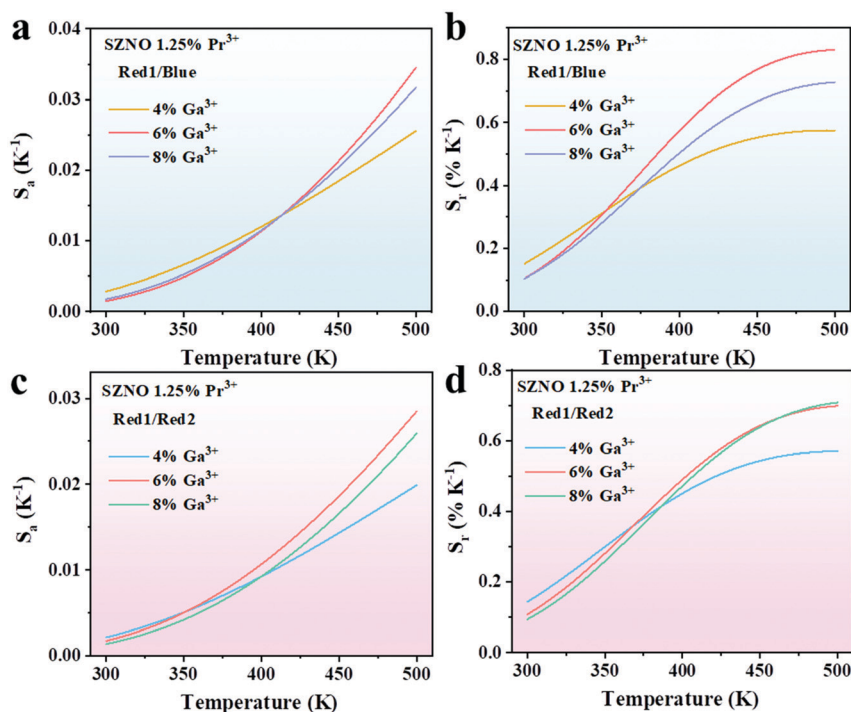 a
SZNO 1.25% Pr³⁺
Red1/Blue
4% Ga³⁺
6% Ga³⁺
8% Ga³⁺
Sₐ (K⁻¹)
0.04
0.03
0.02
0.01
0.00
300 350 400 450 500
Temperature (K)
b
SZNO 1.25% Pr³⁺
Red1/Blue
4% Ga³⁺
6% Ga³⁺
8% Ga³⁺
Sᵣ (% K⁻¹)
0.8
0.6
0.4
0.2
0.0
300 350 400 450 500
Temperature (K)
c
SZNO 1.25% Pr³⁺
Red1/Red2
4% Ga³⁺
6% Ga³⁺
8% Ga³⁺
Sₐ (K⁻¹)
0.03
0.02
0.01
0.00
300 350 400 450 500
Temperature (K)
d
SZNO 1.25% Pr³⁺
Red1/Red2
4% Ga³⁺
6% Ga³⁺
8% Ga³⁺
Sᵣ (% K⁻¹)
0.8
0.6
0.4
0.2
0.0
300 350 400 450 500
Temperature (K)